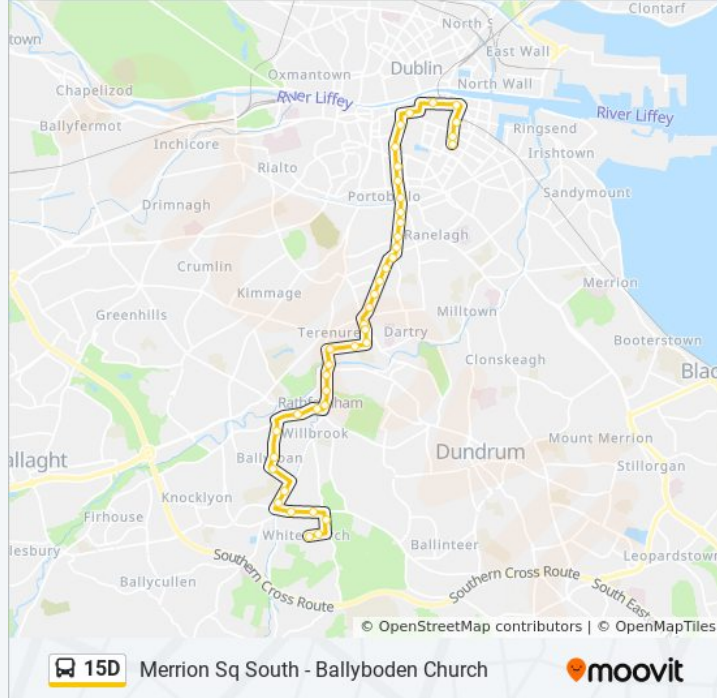 Clontarf
North S
town
East Wall
Oxmantown
Dublin
Chapelizod
North Wall
River Liffey
River Liffey
Ballyfermot
Ringsend
Inchicore
Irishtown
Rialto
Sandymount
Portobello
Drimnagh
Ranelagh
Crumlin
Merrion
Kimmage
Milltown
Greenhills
Terenure
Dartry
Booterstown
Clonskeagh
Blac
Rathfarnham
Willbrook
Mount Merrion
Dundrum
allaght
Stillorgan
Knocklyon
Firhouse
Whitechurch
Ballinteer
lesbury
Leopardstown
Southern Cross Route
Southern Cross Route
South East
Ballycullen
© OpenStreetMap contributors | © OpenMapTiles
15D Merrion Sq South - Ballyboden Church
moovit